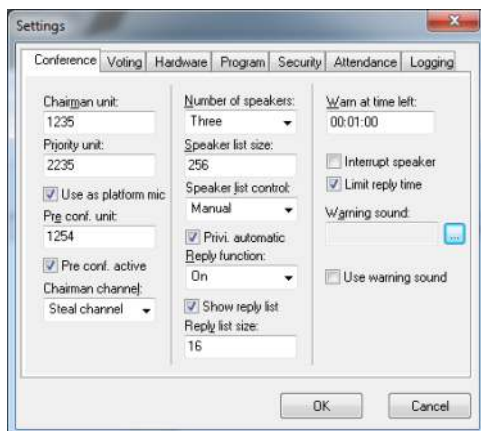 Settings
Conference Voting Hardware Program Security Attendance Logging
Chairman unit:
1235
Priority unit:
2235
Use as platform mic
Pre conf. unit:
1254
Pre conf. active
Chairman channel:
Steal channel
Number of speakers:
Three
Speaker list size:
256
Speaker list control:
Manual
Privi. automatic
Reply function:
On
Show reply list
Reply list size:
16
Warn at time left:
00:01:00
Interrupt speaker
Limit reply time
Warning sound:
...
Use warning sound
OK Cancel